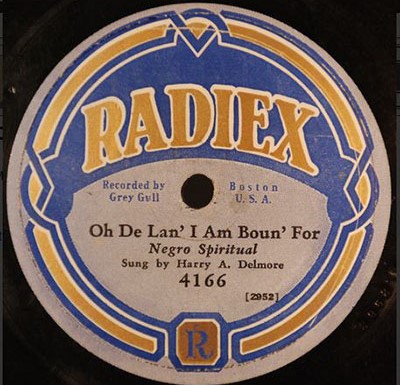 RADIEX
Recorded by Grey Gull
Boston U. S. A.
Oh De Lan' I Am Boun' For
Negro Spiritual
Sung by Harry A. Delmore
4166
[2952]
R